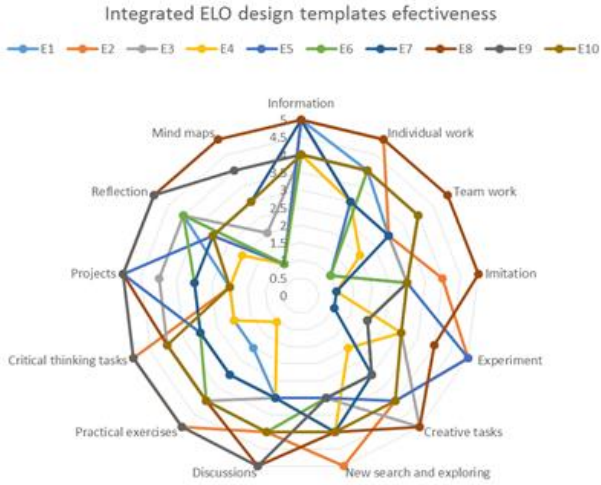 Integrated ELO design templates efectiveness
E1 E2 E3 E4 E5 E6 E7 E8 E9 E10
Information
Mind maps
Individual work
Reflection
Team work
Projects
Imitation
Critical thinking tasks
Experiment
Practical exercises
Creative tasks
Discussions
New search and exploring
5
4.5
4
3.5
3
2.5
2
1.5
0.5
0